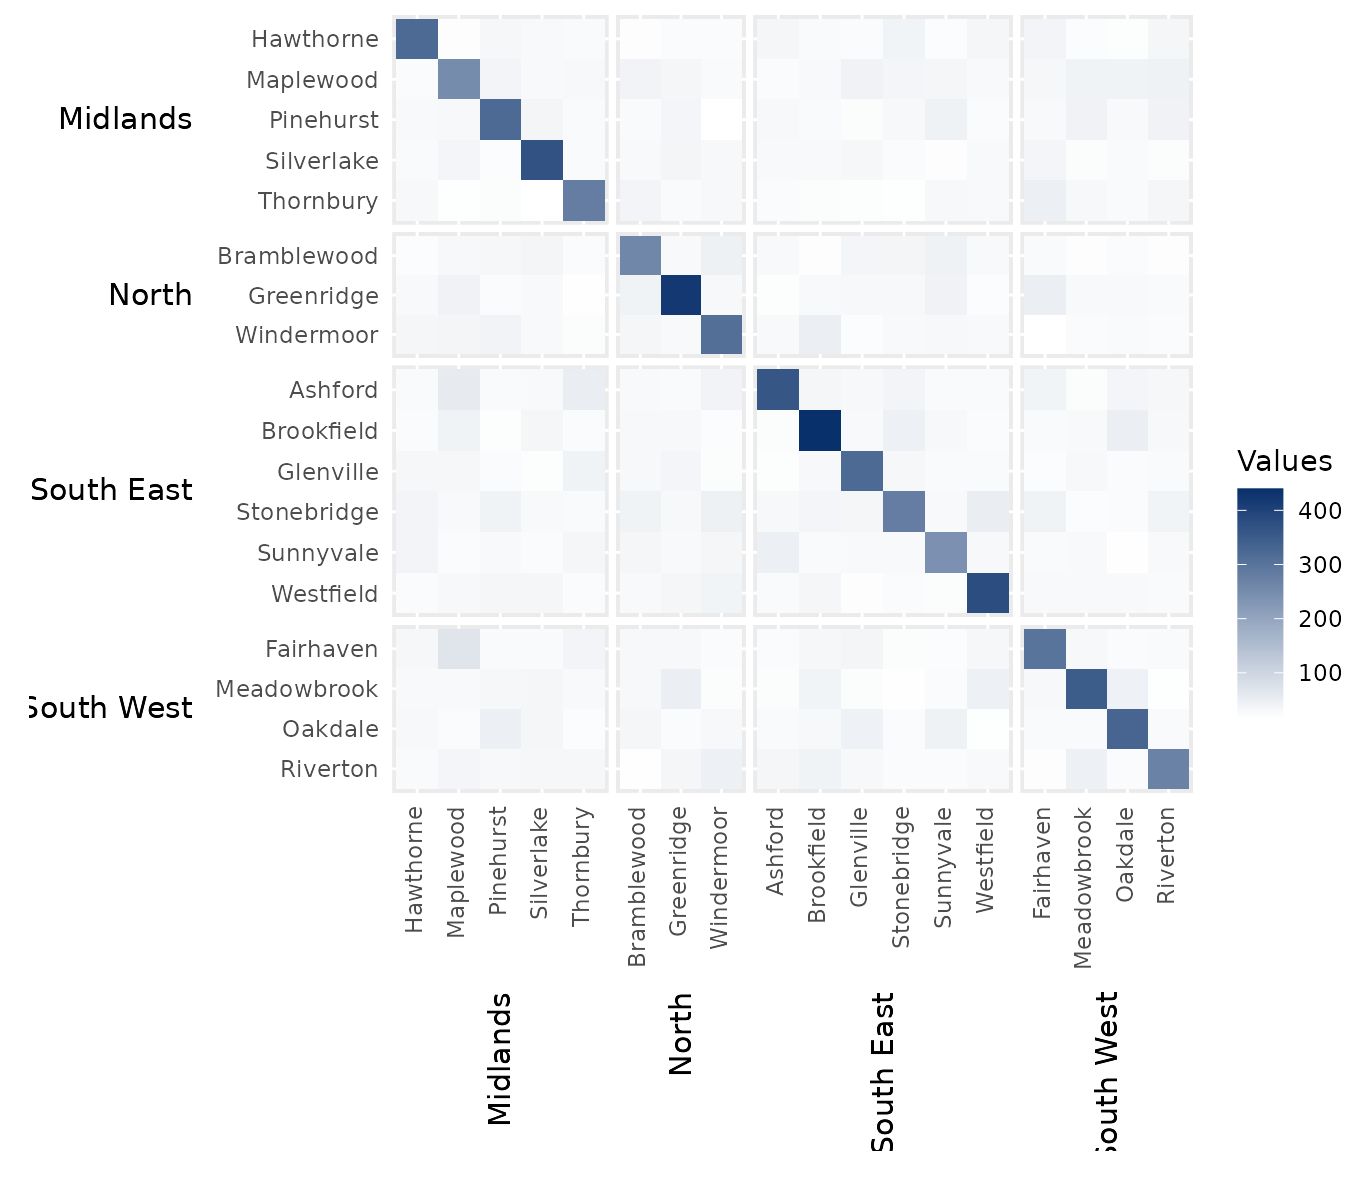 Midlands
Hawthorne
Maplewood
Pinehurst
Silverlake
Thornbury
North
Bramblewood
Greenridge
Windermoor
South East
Ashford
Brookfield
Glenville
Stonebridge
Sunnyvale
Westfield
South West
Fairhaven
Meadowbrook
Oakdale
Riverton
Values
400
300
200
100
Hawthorne
Maplewood
Pinehurst
Silverlake
Thornbury
Bramblewood
Greenridge
Windermoor
Ashford
Brookfield
Glenville
Stonebridge
Sunnyvale
Westfield
Fairhaven
Meadowbrook
Oakdale
Riverton
Midlands
North
South East
South West